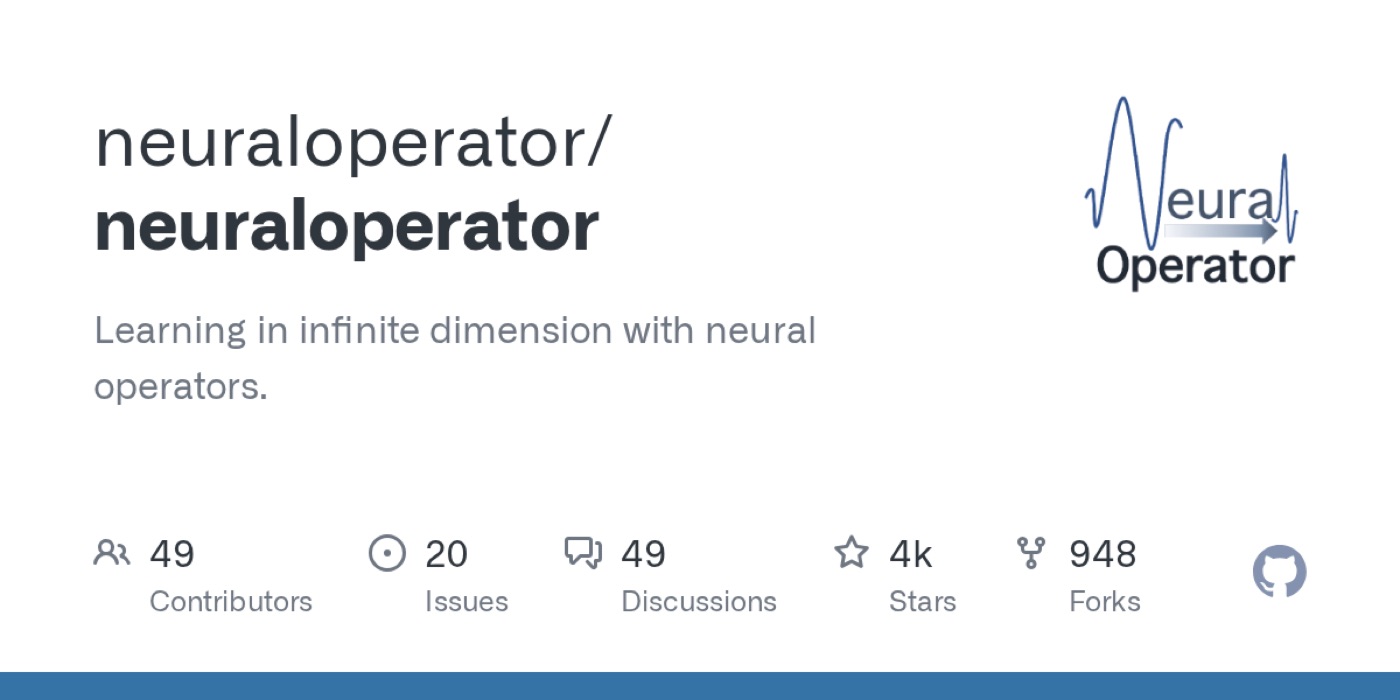 neuraloperator/
neuraloperator
Neural
Operator
Learning in infinite dimension with neural
operators.
49
Contributors
20
Issues
49
Discussions
4k
Stars
948
Forks